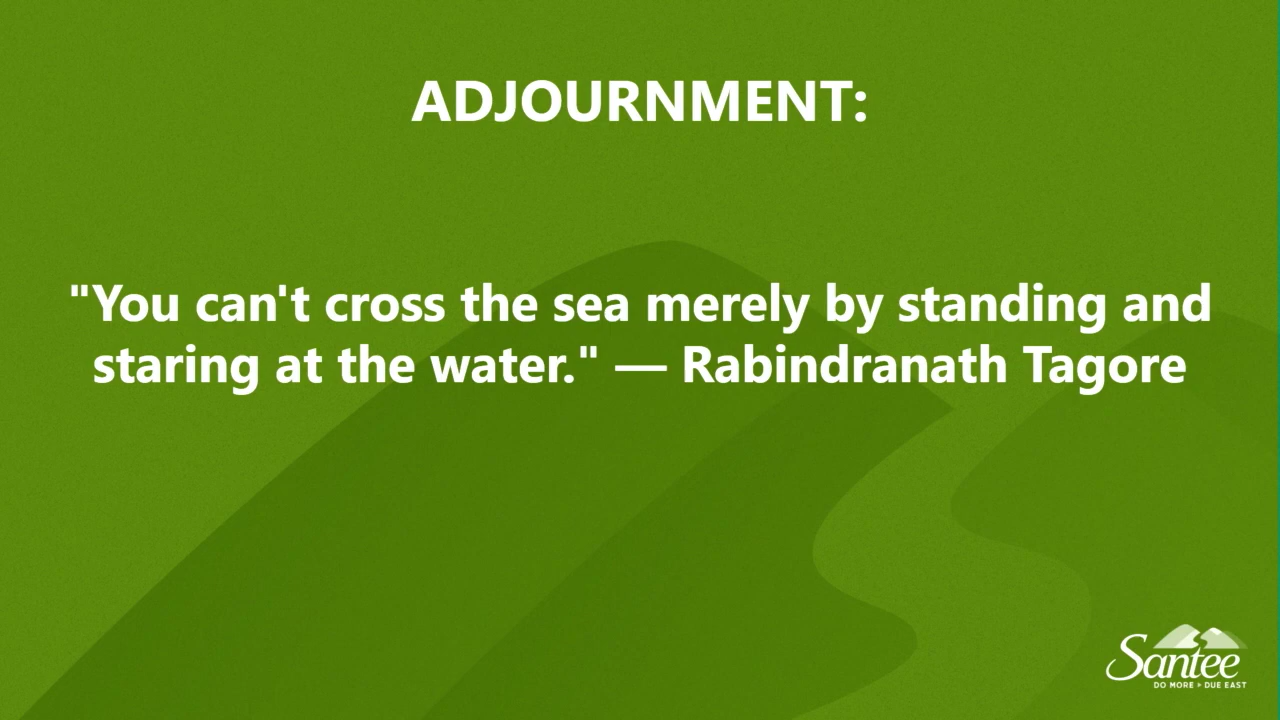 ADJOURNMENT:
"You can't cross the sea merely by standing and
staring at the water." — Rabindranath Tagore
Santee
DO MORE ▸ DUE EAST